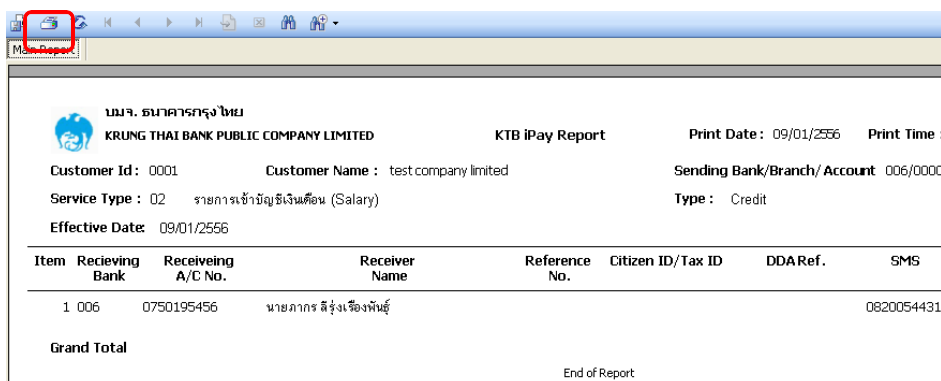 Main Report
บมจ. ธนาคารกรุงไทย
KRUNG THAI BANK PUBLIC COMPANY LIMITED KTB iPay Report Print Date : 09/01/2556 Print Time :
Customer Id : 0001 Customer Name : test company limited Sending Bank/Branch/ Account 006/0000
Service Type : 02 รายการเข้าบัญชีเงินเดือน (Salary) Type : Credit
Effective Date: 09/01/2556
Item Recieving Receiveing Receiver Reference Citizen ID/Tax ID DDA Ref. SMS
Bank A/C No. Name No.
1 006 0750195456 นายภากร ลีรุ่งเรืองพันธุ์ 0820054431
Grand Total
End of Report